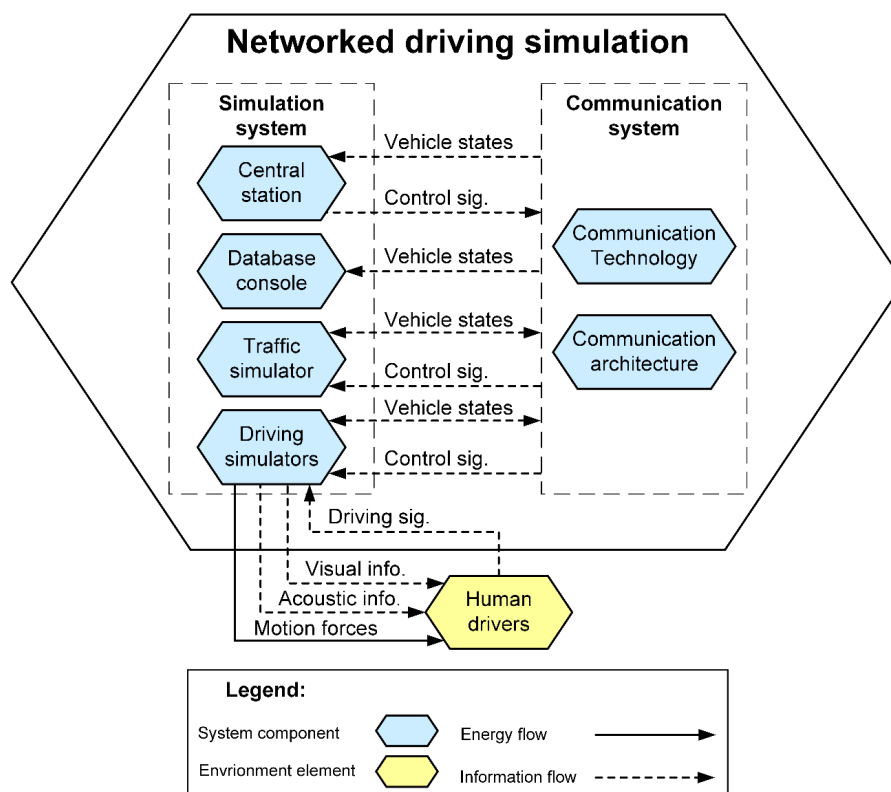 Networked driving simulation
Simulation
system
Communication
system
Vehicle states
Central
station
Control sig.
Communication
Technology
Vehicle states
Database
console
Vehicle states
Traffic
simulator
Communication
architecture
Control sig.
Vehicle states
Driving
simulators
Control sig.
Driving sig.
Visual info.
Acoustic info.
Motion forces
Human
drivers
Legend:
System component
Energy flow
Envrionment element
Information flow